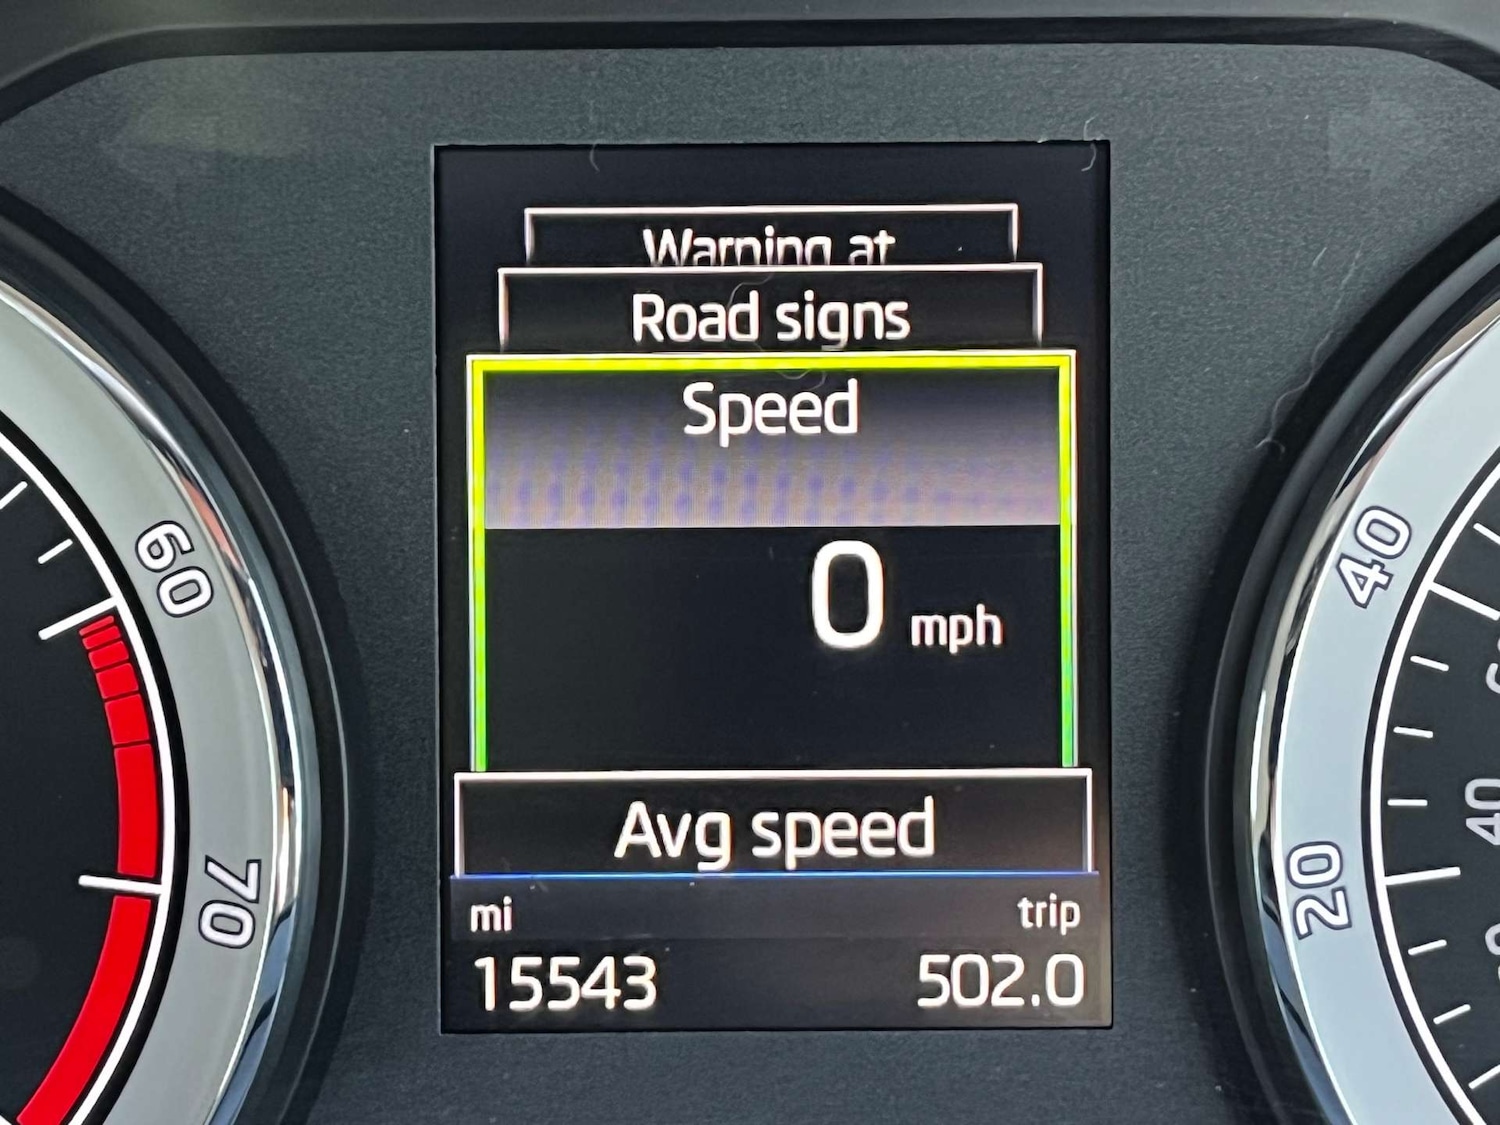 Warning at
Road signs
Speed
0 mph
Avg speed
mi trip
15543 502.0
60
70
40
20
40